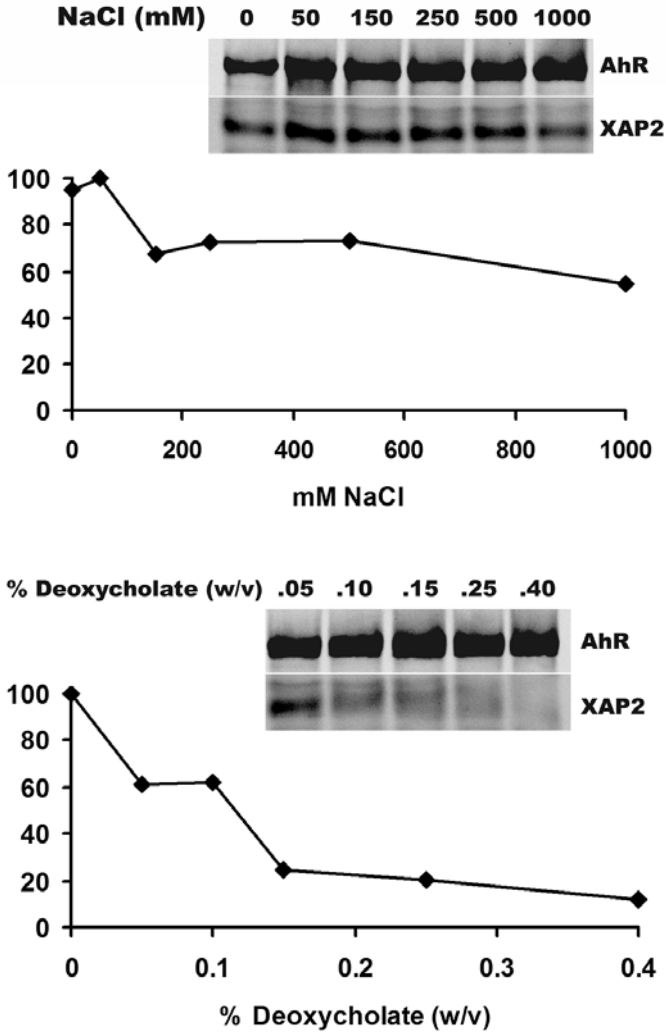 NaCl (mM) 0 50 150 250 500 1000
AhR
XAP2
100
80
60
40
20
0
0 200 400 600 800 1000
mM NaCl
% Deoxycholate (w/v) .05 .10 .15 .25 .40
AhR
XAP2
100
80
60
40
20
0
0 0.1 0.2 0.3 0.4
% Deoxycholate (w/v)